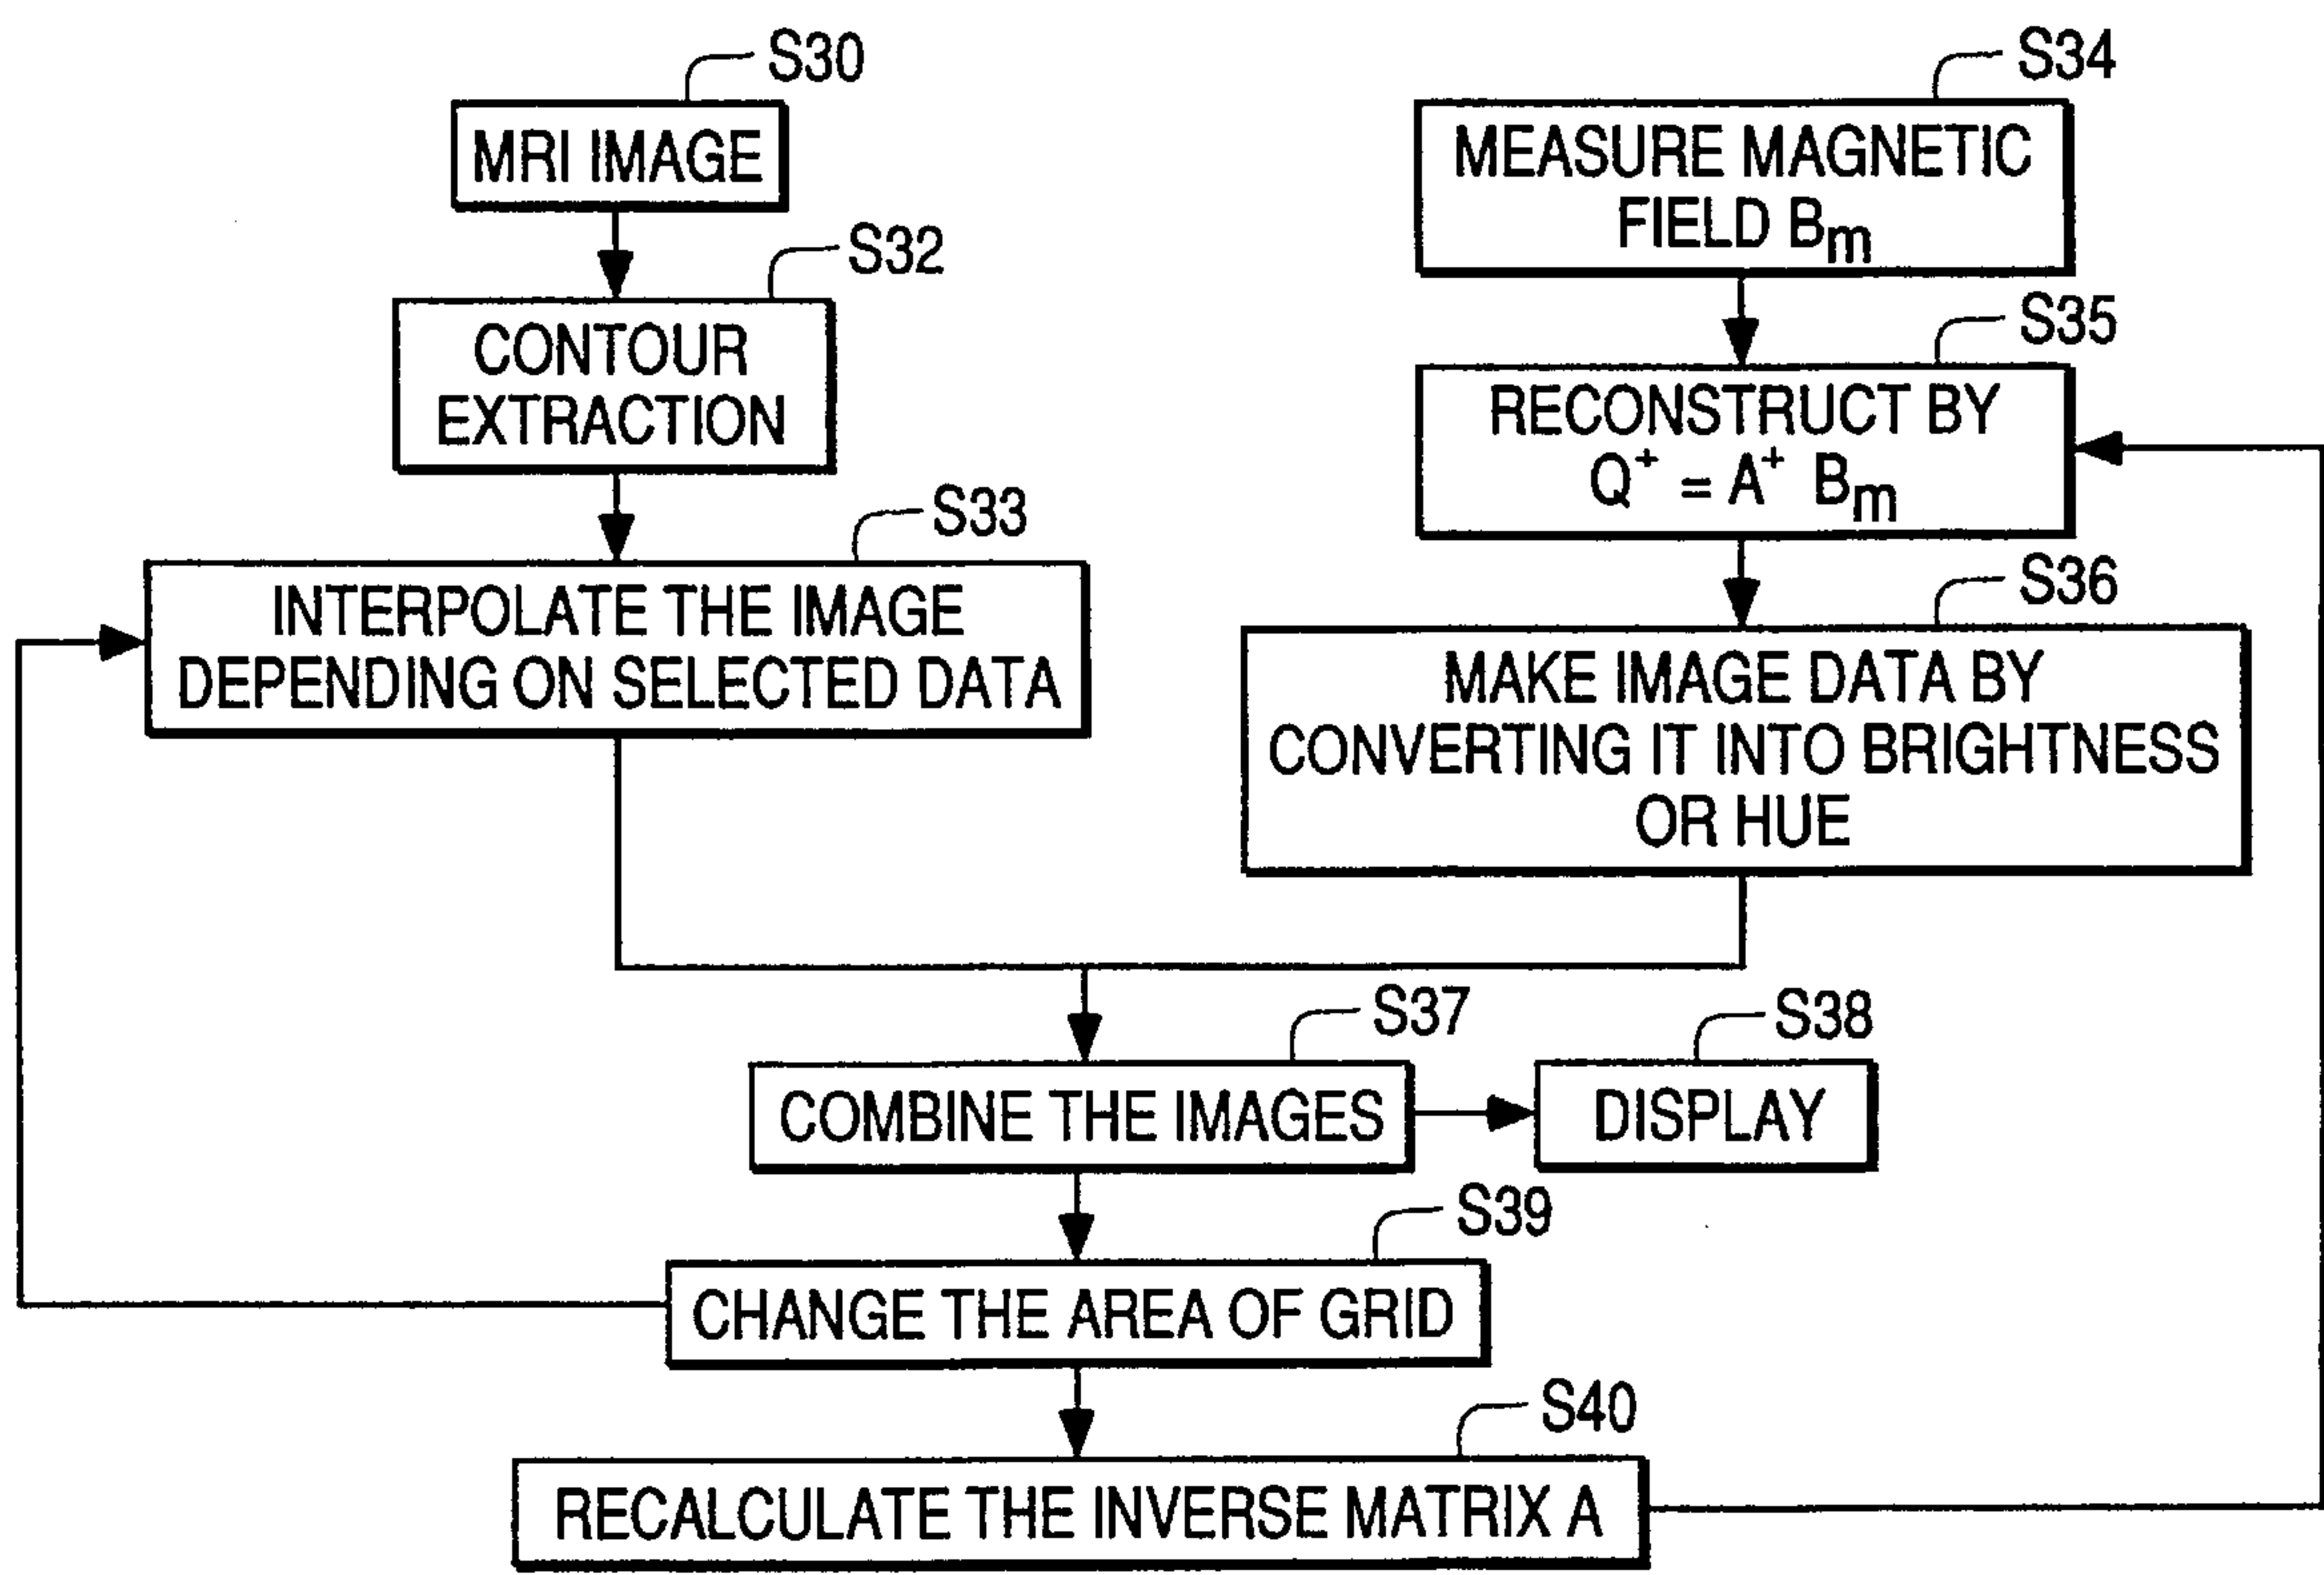 S30
MRI IMAGE
S32
CONTOUR
EXTRACTION
S33
INTERPOLATE THE IMAGE
DEPENDING ON SELECTED DATA
S34
MEASURE MAGNETIC
FIELD Bm
S35
RECONSTRUCT BY
Q+ = A+ Bm
S36
MAKE IMAGE DATA BY
CONVERTING IT INTO BRIGHTNESS
OR HUE
S37
COMBINE THE IMAGES
S38
DISPLAY
S39
CHANGE THE AREA OF GRID
S40
RECALCULATE THE INVERSE MATRIX A